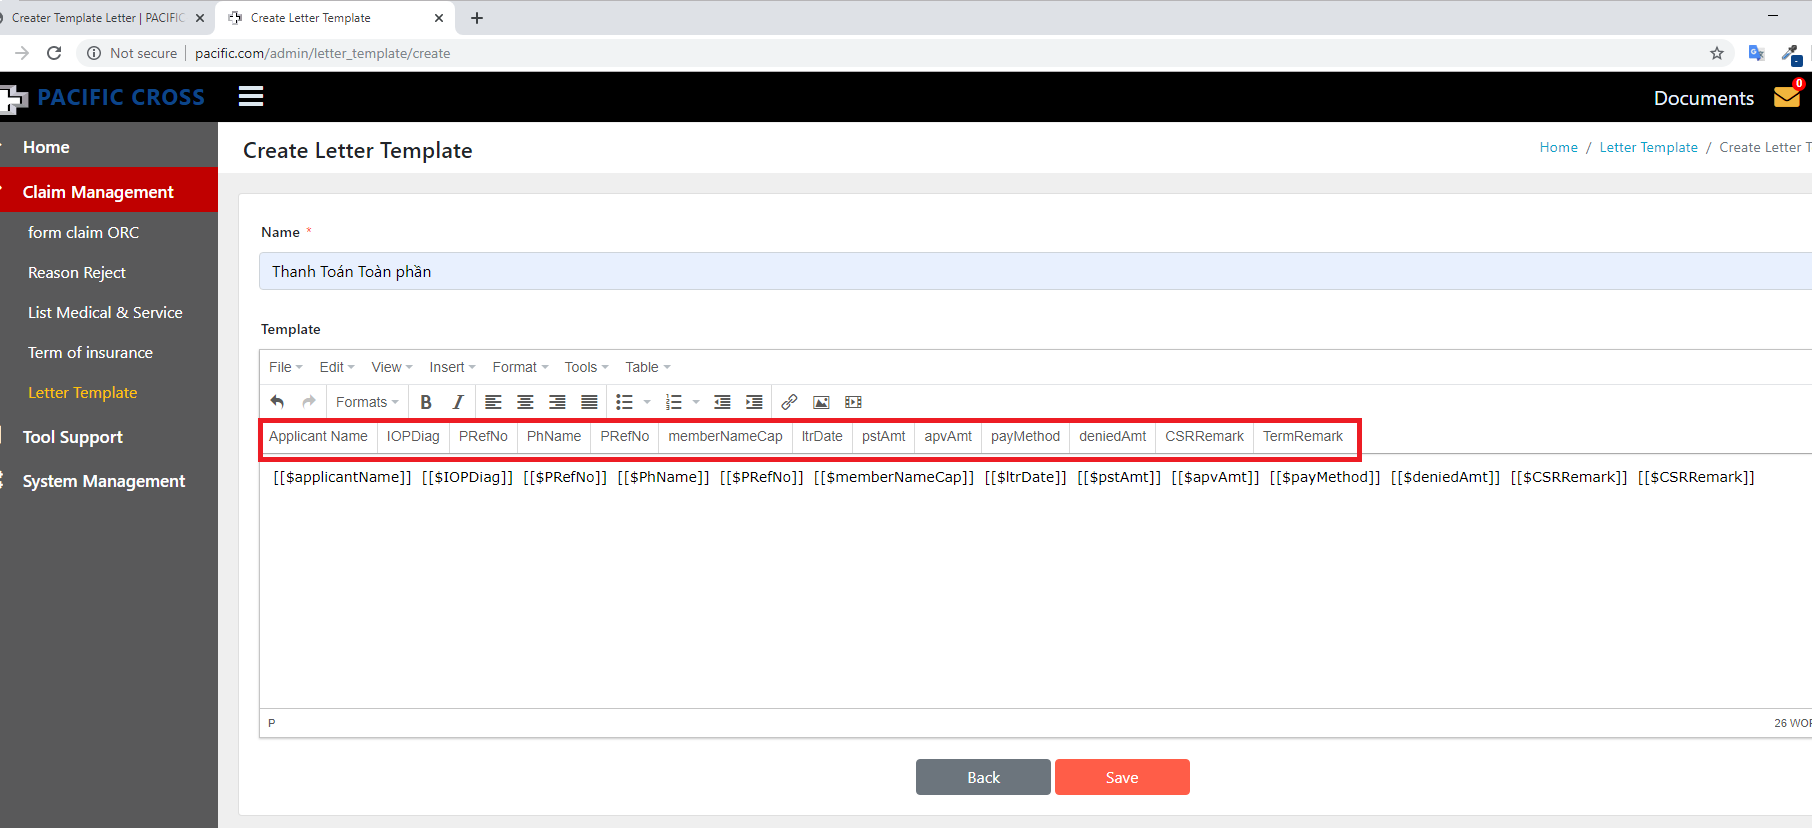 Creater Template Letter | PACIFIC
Create Letter Template
Not secure
pacific.com/admin/letter_template/create
PACIFIC CROSS
Documents
0
Home
Claim Management
form claim ORC
Reason Reject
List Medical & Service
Term of insurance
Letter Template
Tool Support
System Management
Create Letter Template
Home / Letter Template / Create Letter T
Name *
Thanh Toán Toàn phần
Template
File Edit View Insert Format Tools Table
Formats B I
Applicant Name IOPDiag PRefNo PhName PRefNo memberNameCap ltrDate pstAmt apvAmt payMethod deniedAmt CSRRemark TermRemark
[[$applicantName]] [[$IOPDiag]] [[$PRefNo]] [[$PhName]] [[$PRefNo]] [[$memberNameCap]] [[$ltrDate]] [[$pstAmt]] [[$apvAmt]] [[$payMethod]] [[$deniedAmt]] [[$CSRRemark]] [[$CSRRemark]]
P
26 WOR
Back
Save